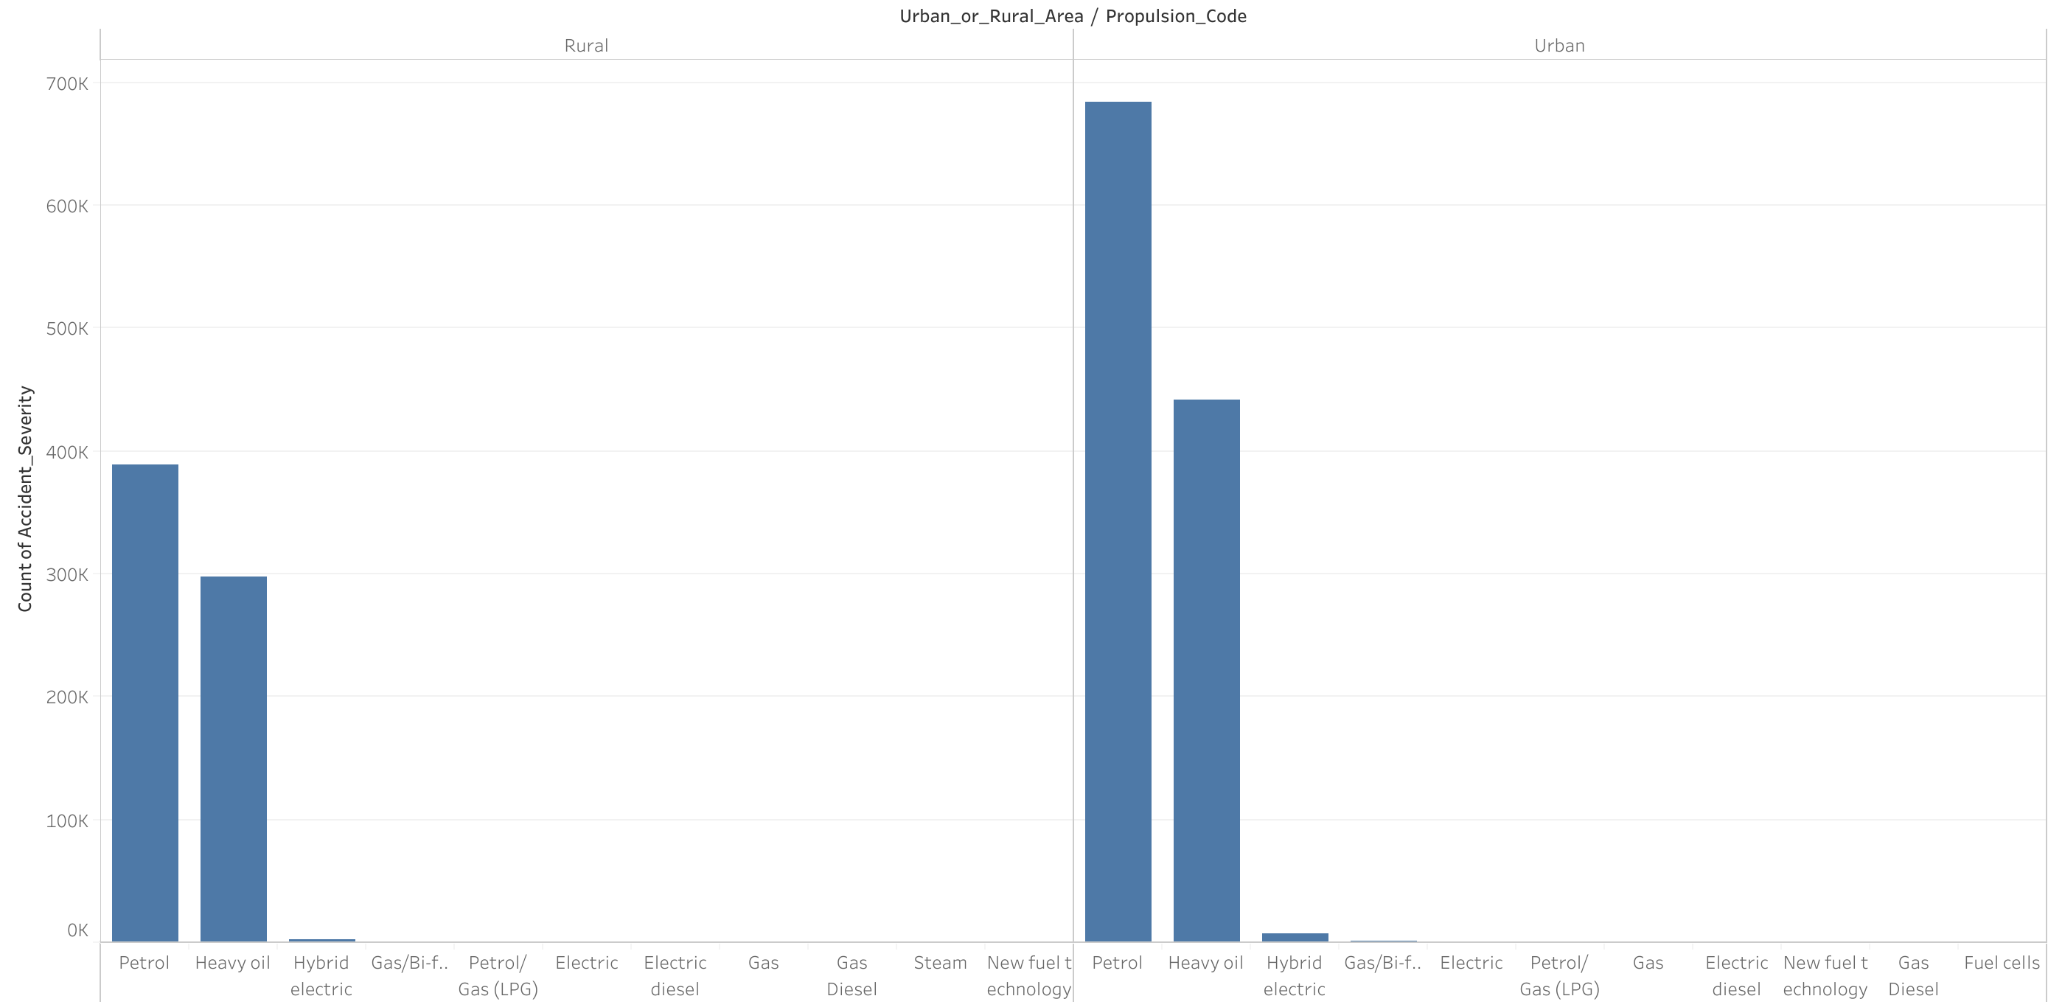 Urban_or_Rural_Area / Propulsion_Code
Rural
Urban
700K
600K
500K
400K
300K
200K
100K
0K
Count of Accident_Severity
Petrol
Heavy oil
Hybrid
electric
Gas/Bi-f..
Petrol/
Gas (LPG)
Electric
Electric
diesel
Gas
Gas
Diesel
Steam
New fuel t
echnology
Petrol
Heavy oil
Hybrid
electric
Gas/Bi-f..
Electric
Petrol/
Gas (LPG)
Gas
Electric
diesel
New fuel t
echnology
Gas
Diesel
Fuel cells